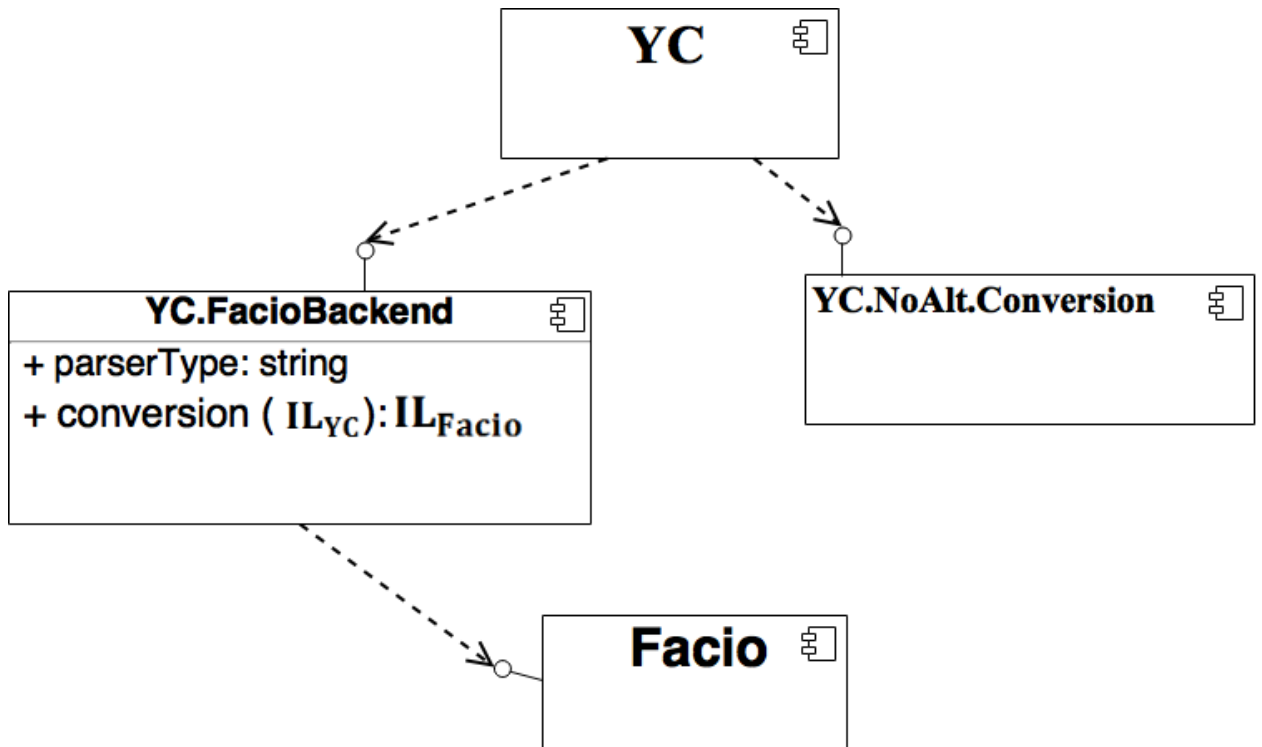 YC
YC.FacioBackend
+ parserType: string
+ conversion ( IL_YC): IL_Facio
YC.NoAlt.Conversion
Facio